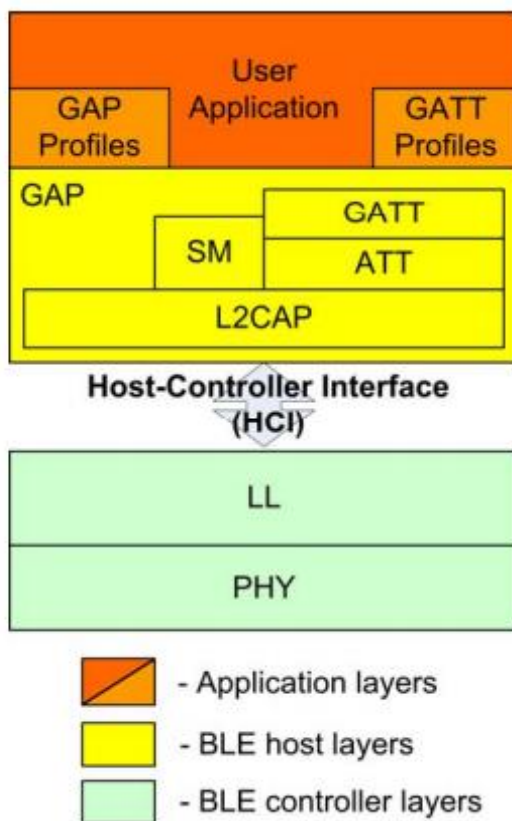 User
Application
GAP
Profiles
GATT
Profiles
GAP
GATT
SM
ATT
L2CAP
Host-Controller Interface
(HCI)
LL
PHY
- Application layers
- BLE host layers
- BLE controller layers